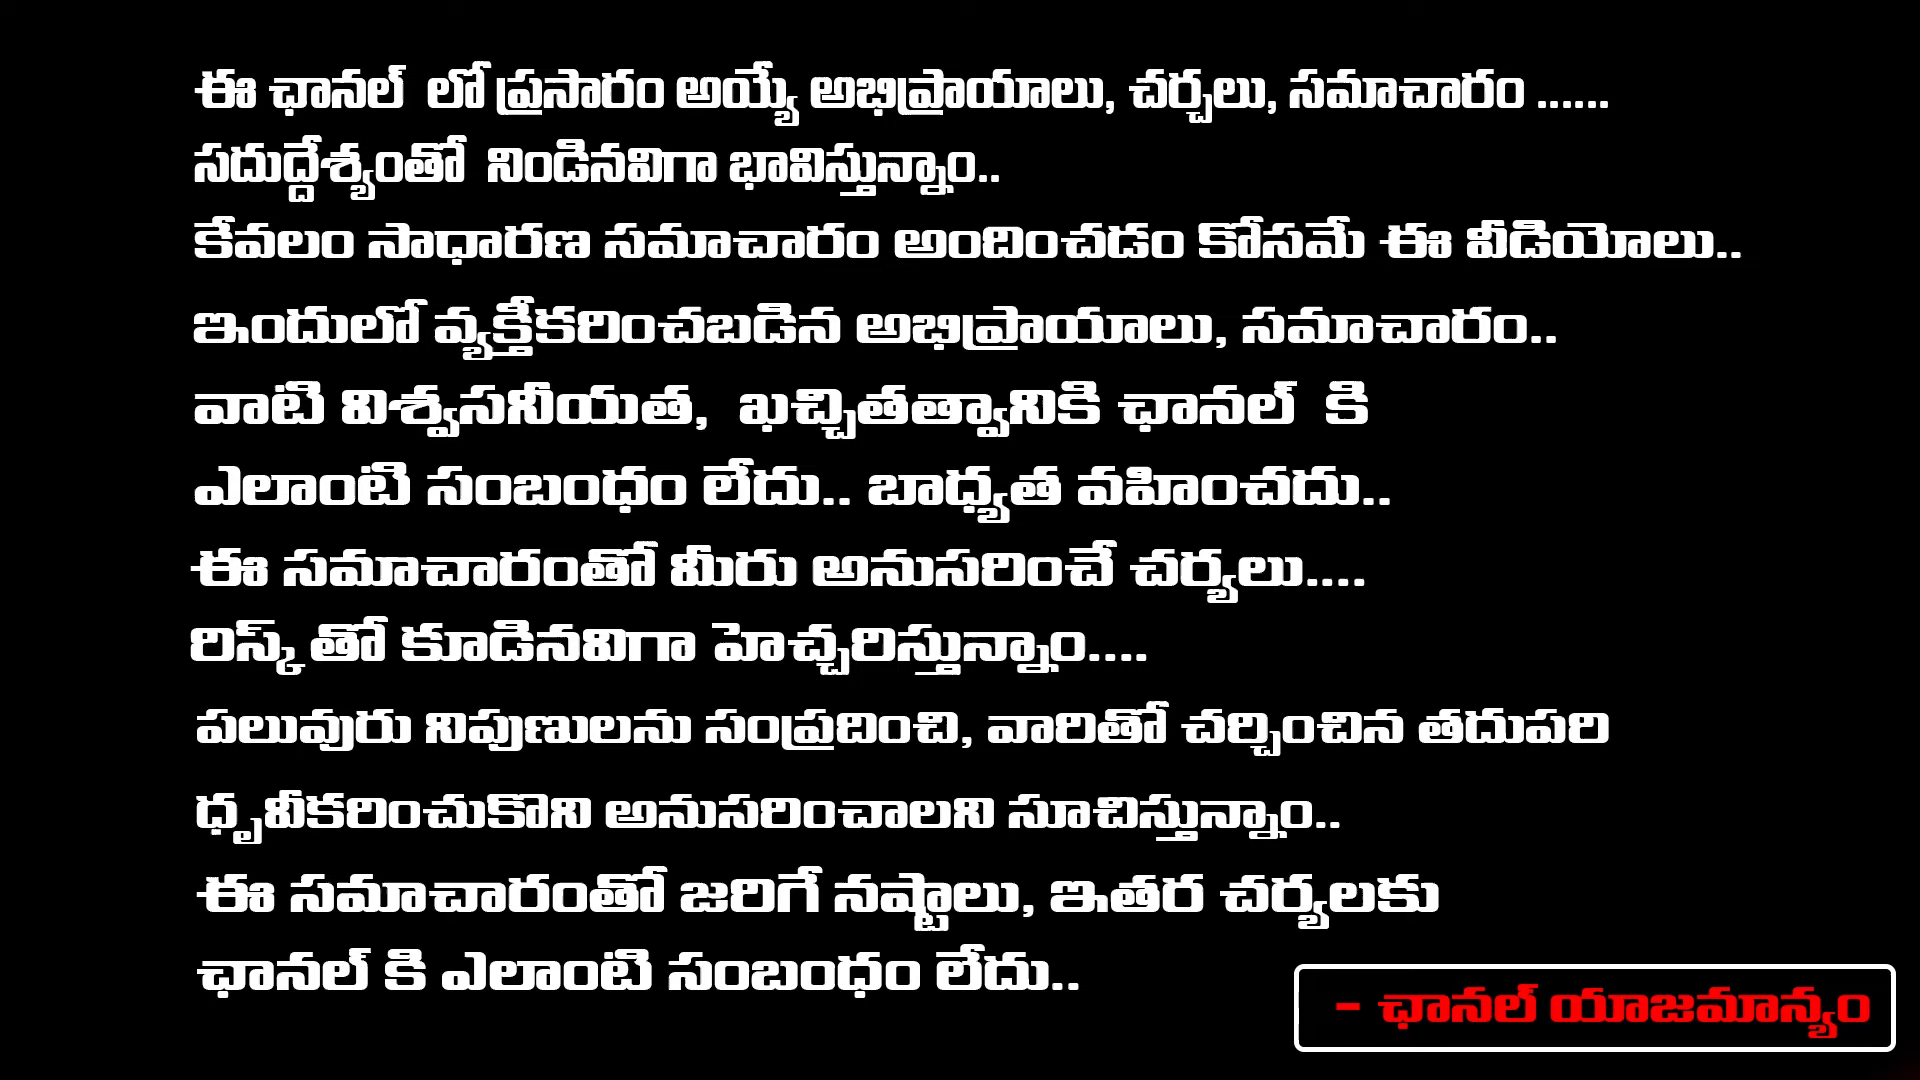 ఈ ఛానల్ లో ప్రసారం అయ్యే అభిప్రాయాలు, చర్చలు, సమాచారం ......
సదుద్దేశ్యంతో నిండినవిగా భావిస్తున్నాం..
కేవలం సాధారణ సమాచారం అందించడం కోసమే ఈ వీడియోలు..
ఇందులో వ్యక్తీకరించబడిన అభిప్రాయాలు, సమాచారం..
వాటి విశ్వసనీయత, ఖచ్చితత్వానికి ఛానల్ కి
ఎలాంటి సంబంధం లేదు.. బాధ్యత వహించదు..
ఈ సమాచారంతో మీరు అనుసరించే చర్యలు....
రిస్క్ తో కూడినవిగా హెచ్చరిస్తున్నాం....
పలువురు నిపుణులను సంప్రదించి, వారితో చర్చించిన తదుపరి
ధృవీకరించుకొని అనుసరించాలని సూచిస్తున్నాం..
ఈ సమాచారంతో జరిగే నష్టాలు, ఇతర చర్యలకు
ఛానల్ కి ఎలాంటి సంబంధం లేదు..
- ఛానల్ యాజమాన్యం